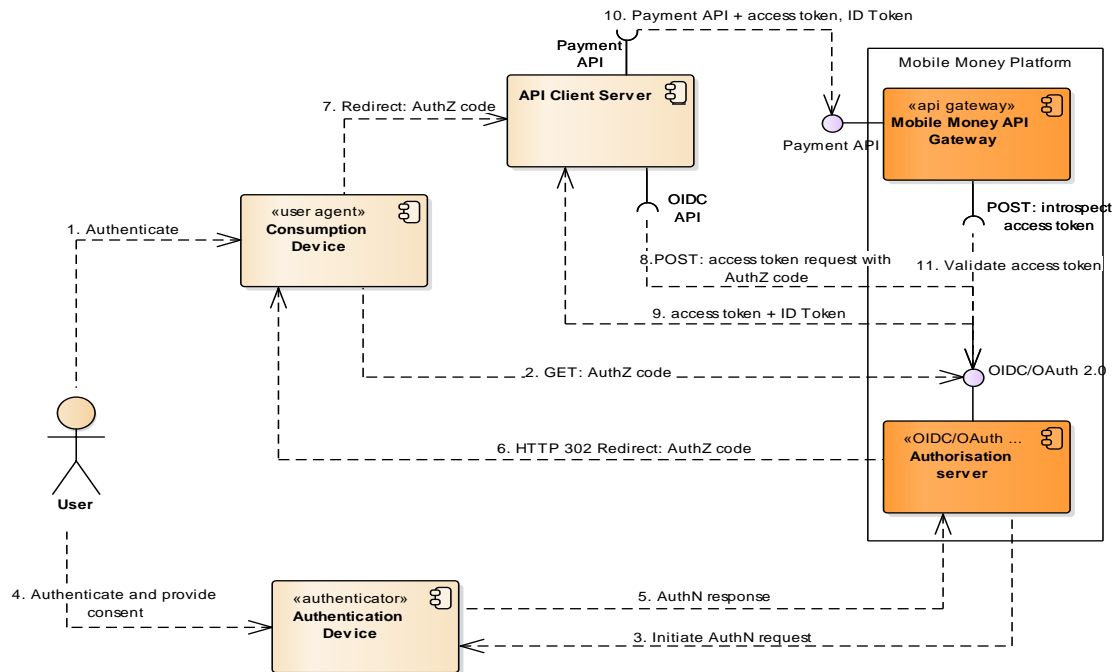 10. Payment API + access token, ID Token
Payment
API
Mobile Money Platform
API Client Server
7. Redirect: AuthZ code
«api gateway»
Mobile Money API
Gateway
Payment API
«user agent»
Consumption
Device
1. Authenticate
OIDC
API
POST: introspect
access token
8.POST: access token request with
AuthZ code
11. Validate access token
9. access token + ID Token
2. GET: AuthZ code
OIDC/OAuth 2.0
«OIDC/OAuth ...
Authorisation
server
6. HTTP 302 Redirect: AuthZ code
User
4. Authenticate and provide
consent
«authenticator»
Authentication
Device
5. AuthN response
3. Initiate AuthN request